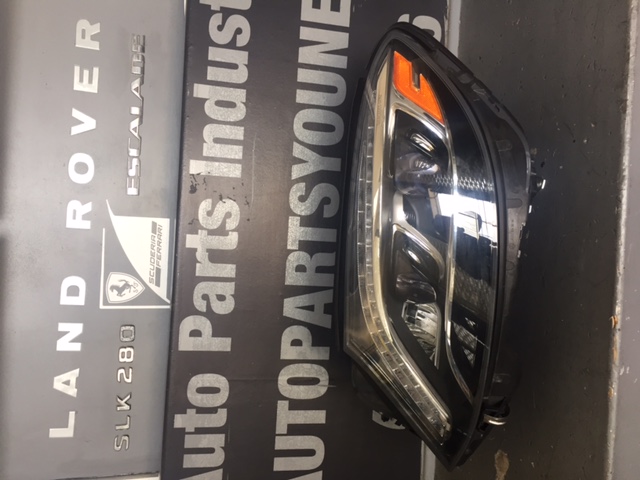 LAND ROVER
SLK 280
ESCALADE
SCUDERIA
FERRARI
Auto Parts Indust
AUTOPARTSYOUNE
S